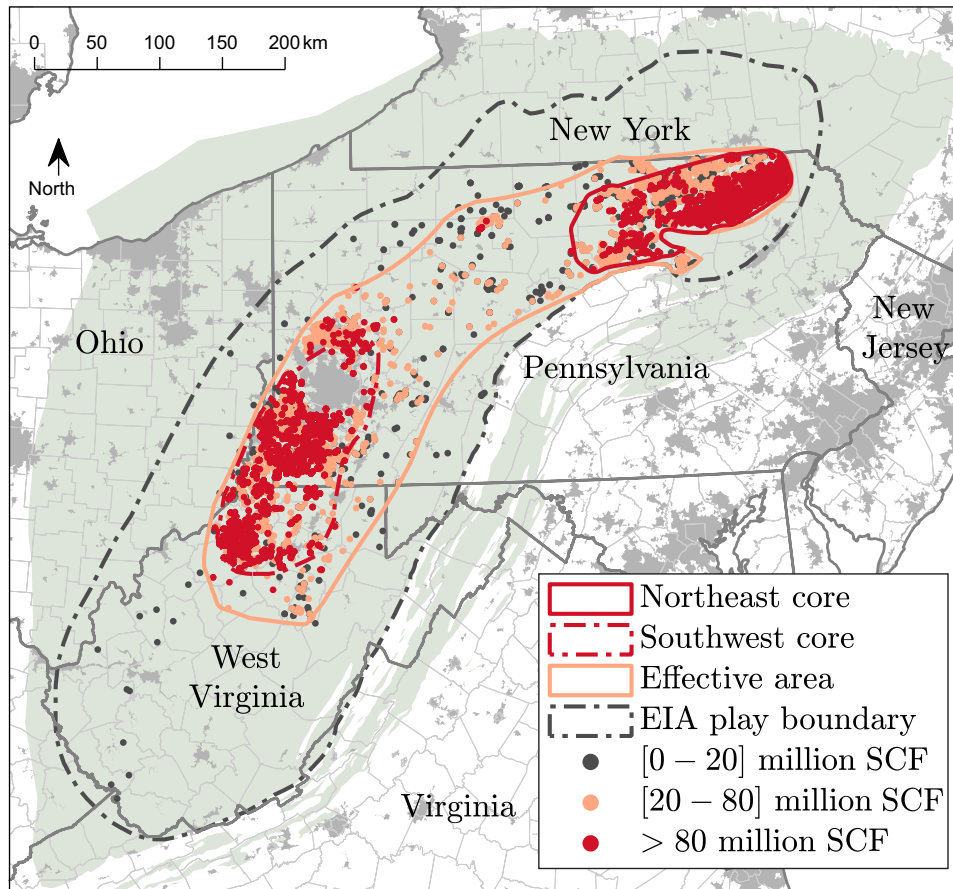 0 50 100 150 200 km
North
New York
Ohio
New
Jersey
Pennsylvania
West
Virginia
Virginia
Northeast core
Southwest core
Effective area
EIA play boundary
[0 − 20] million SCF
[20 − 80] million SCF
> 80 million SCF